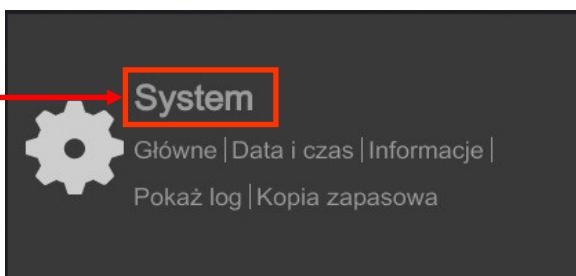 System
Główne|Data i czas|Informacje|
Pokaż log|Kopia zapasowa